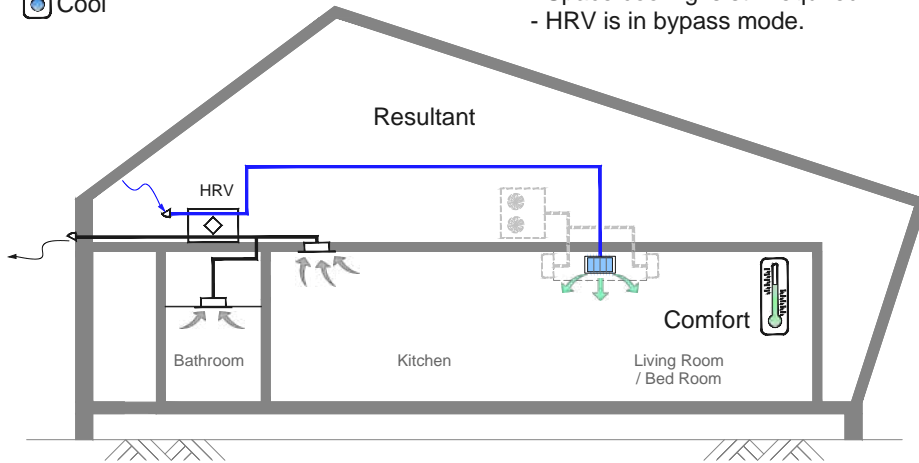 Cool
- HRV is in bypass mode.
Resultant
HRV
Comfort
Bathroom
Kitchen
Living Room
/ Bed Room